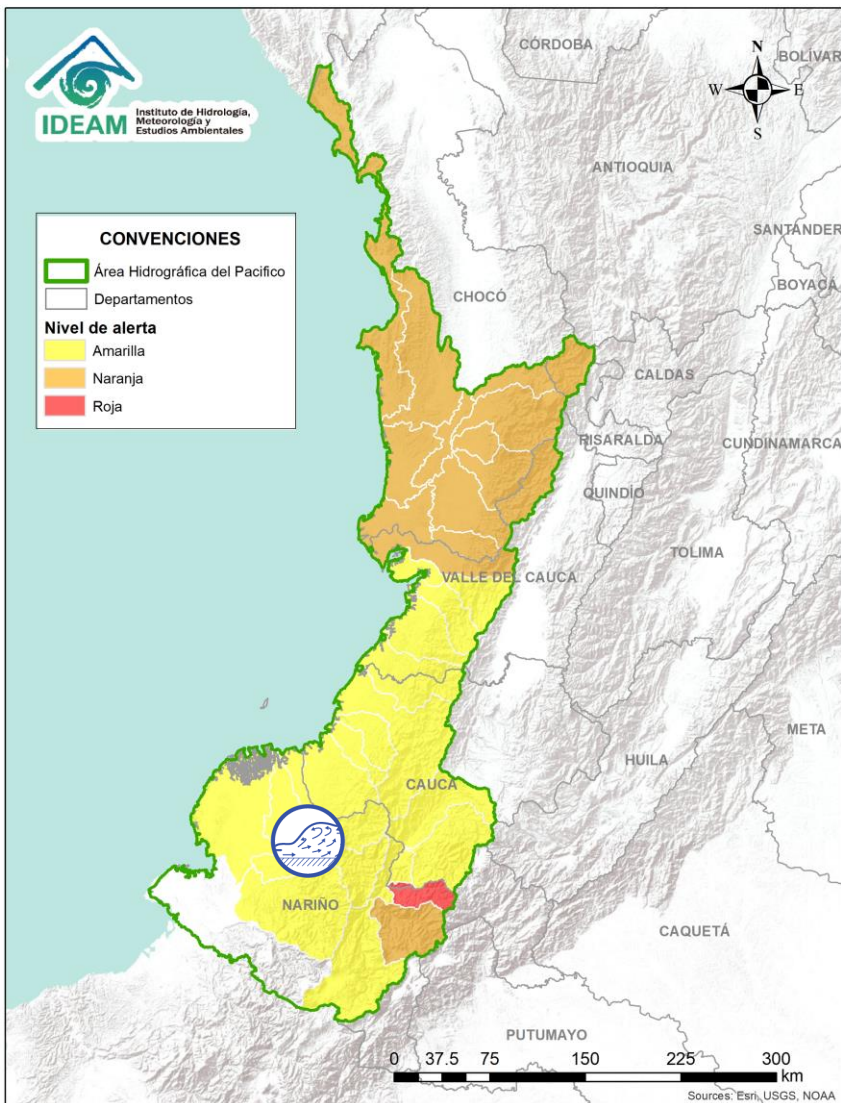 IDEAM
Instituto de Hidrología,
Meteorología y
Estudios Ambientales
CÓRDOBA
BOLÍVAR
N
W
E
S
ANTIOQUIA
SANTANDER
BOYACÁ
CONVENCIONES
Área Hidrográfica del Pacifico
Departamentos
Nivel de alerta
Amarilla
Naranja
Roja
CHOCÓ
CALDAS
RISARALDA
CUNDINAMARCA
QUINDÍO
TOLIMA
VALLE DEL CAUCA
META
HUILA
CAUCA
NARIÑO
CAQUETÁ
PUTUMAYO
0 37.5 75 150 225 300
km
Sources: Esri, USGS, NOAA